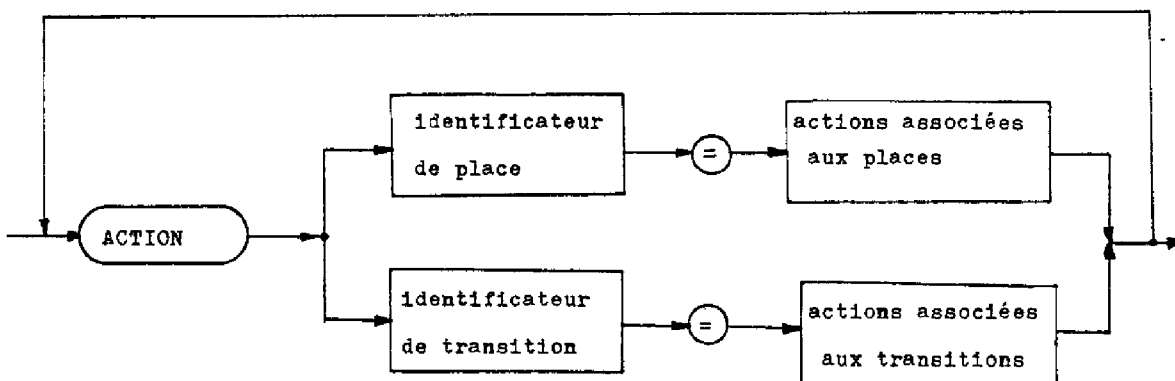 identificateur
de place
=
actions associées
aux places
ACTION
identificateur
de transition
=
actions associées
aux transitions